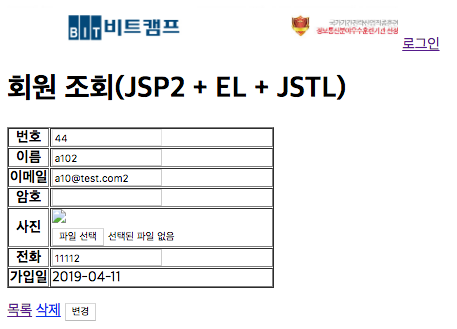 BIT비트캠프
국가기간전략산업직종훈련
정보통신분야우수훈련기관 선정
로그인
회원 조회(JSP2 + EL + JSTL)
번호 44
이름 a102
이메일 a10@test.com2
암호
사진
파일 선택 선택된 파일 없음
전화 11112
가입일 2019-04-11
목록 삭제 변경